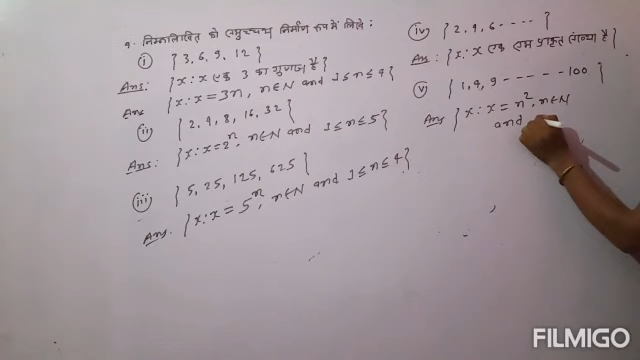 9. निम्नलिखित को समुच्चय निर्माण रूप में लिखें :
(i) { 3, 6, 9, 12 }
Ans: { x : x एक 3 का गुणज है }
Ans { x : x = 3n, n∈N and 1 ≤ n ≤ 4 }
(ii) { 2, 4, 8, 16, 32 }
Ans: { x : x = 2ⁿ, n∈N and 1 ≤ n ≤ 5 }
(iii) { 5, 25, 125, 625 }
Ans. { x : x = 5ⁿ, n∈N and 1 ≤ n ≤ 4 }
(iv) { 2, 4, 6 - - - - }
Ans : { x : x एक सम प्राकृत संख्या है }
(v) { 1, 4, 9 - - - - - 100 }
Ans { x : x = n², n∈N
and
FILMIGO